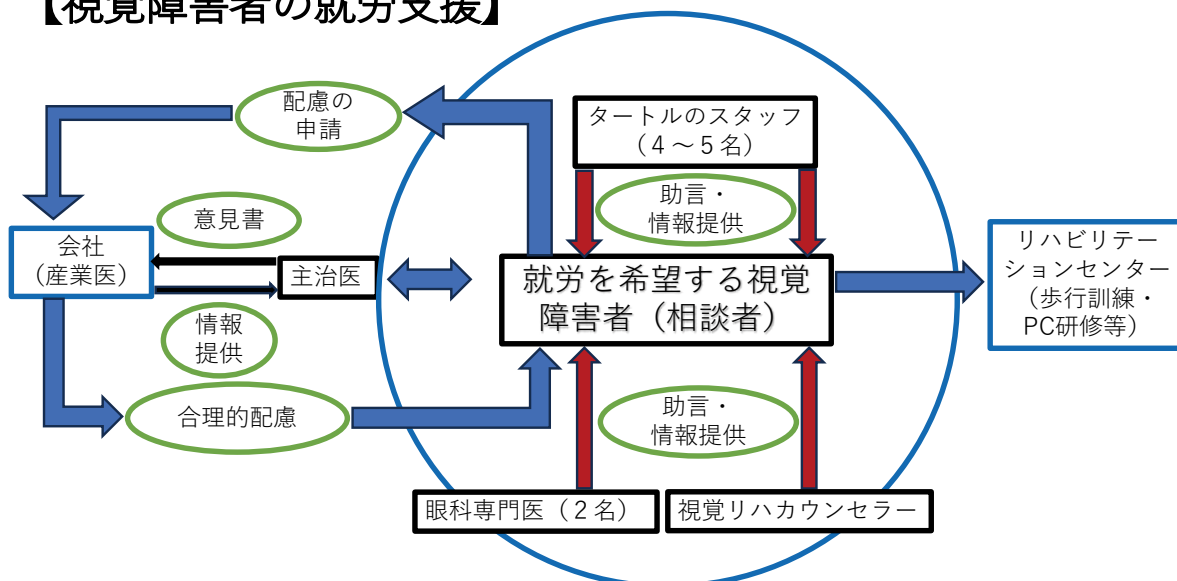 【視覚障害者の就労支援】
配慮の
申請
タートルのスタッフ
（４～５名）
助言・
情報提供
意見書
会社
(産業医)
主治医
就労を希望する視覚
障害者（相談者）
リハビリテー
ションセンター
（歩行訓練・
PC研修等）
情報
提供
合理的配慮
助言・
情報提供
眼科専門医（２名）
視覚リハカウンセラー